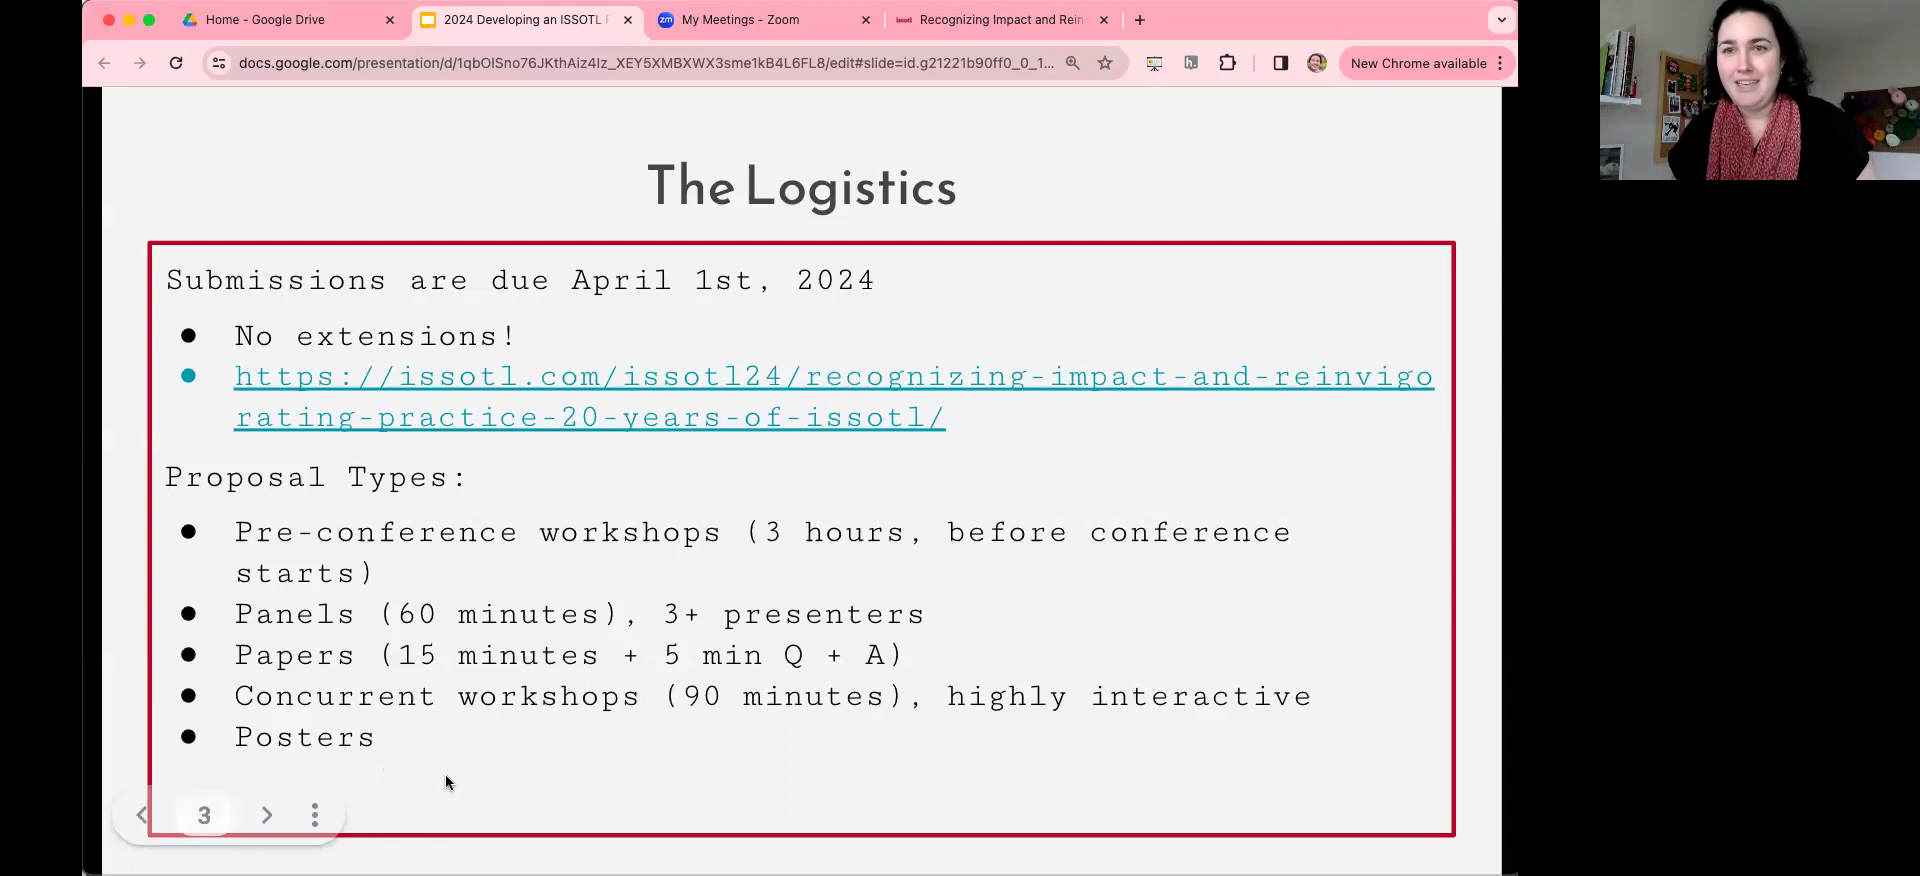 Home - Google Drive
2024 Developing an ISSOTL
zm
My Meetings - Zoom
issotl
Recognizing Impact and Rein
docs.google.com/presentation/d/1qbOlSno76JKthAiz4Iz_XEY5XMBXWX3sme1kB4L6FL8/edit#slide=id.g21221b90ff0_0_1...
New Chrome available
The Logistics
Submissions are due April 1st, 2024
● No extensions!
● https://issotl.com/issotl24/recognizing-impact-and-reinvigo
rating-practice-20-years-of-issotl/
Proposal Types:
● Pre-conference workshops (3 hours, before conference
starts)
● Panels (60 minutes), 3+ presenters
● Papers (15 minutes + 5 min Q + A)
● Concurrent workshops (90 minutes), highly interactive
● Posters
3